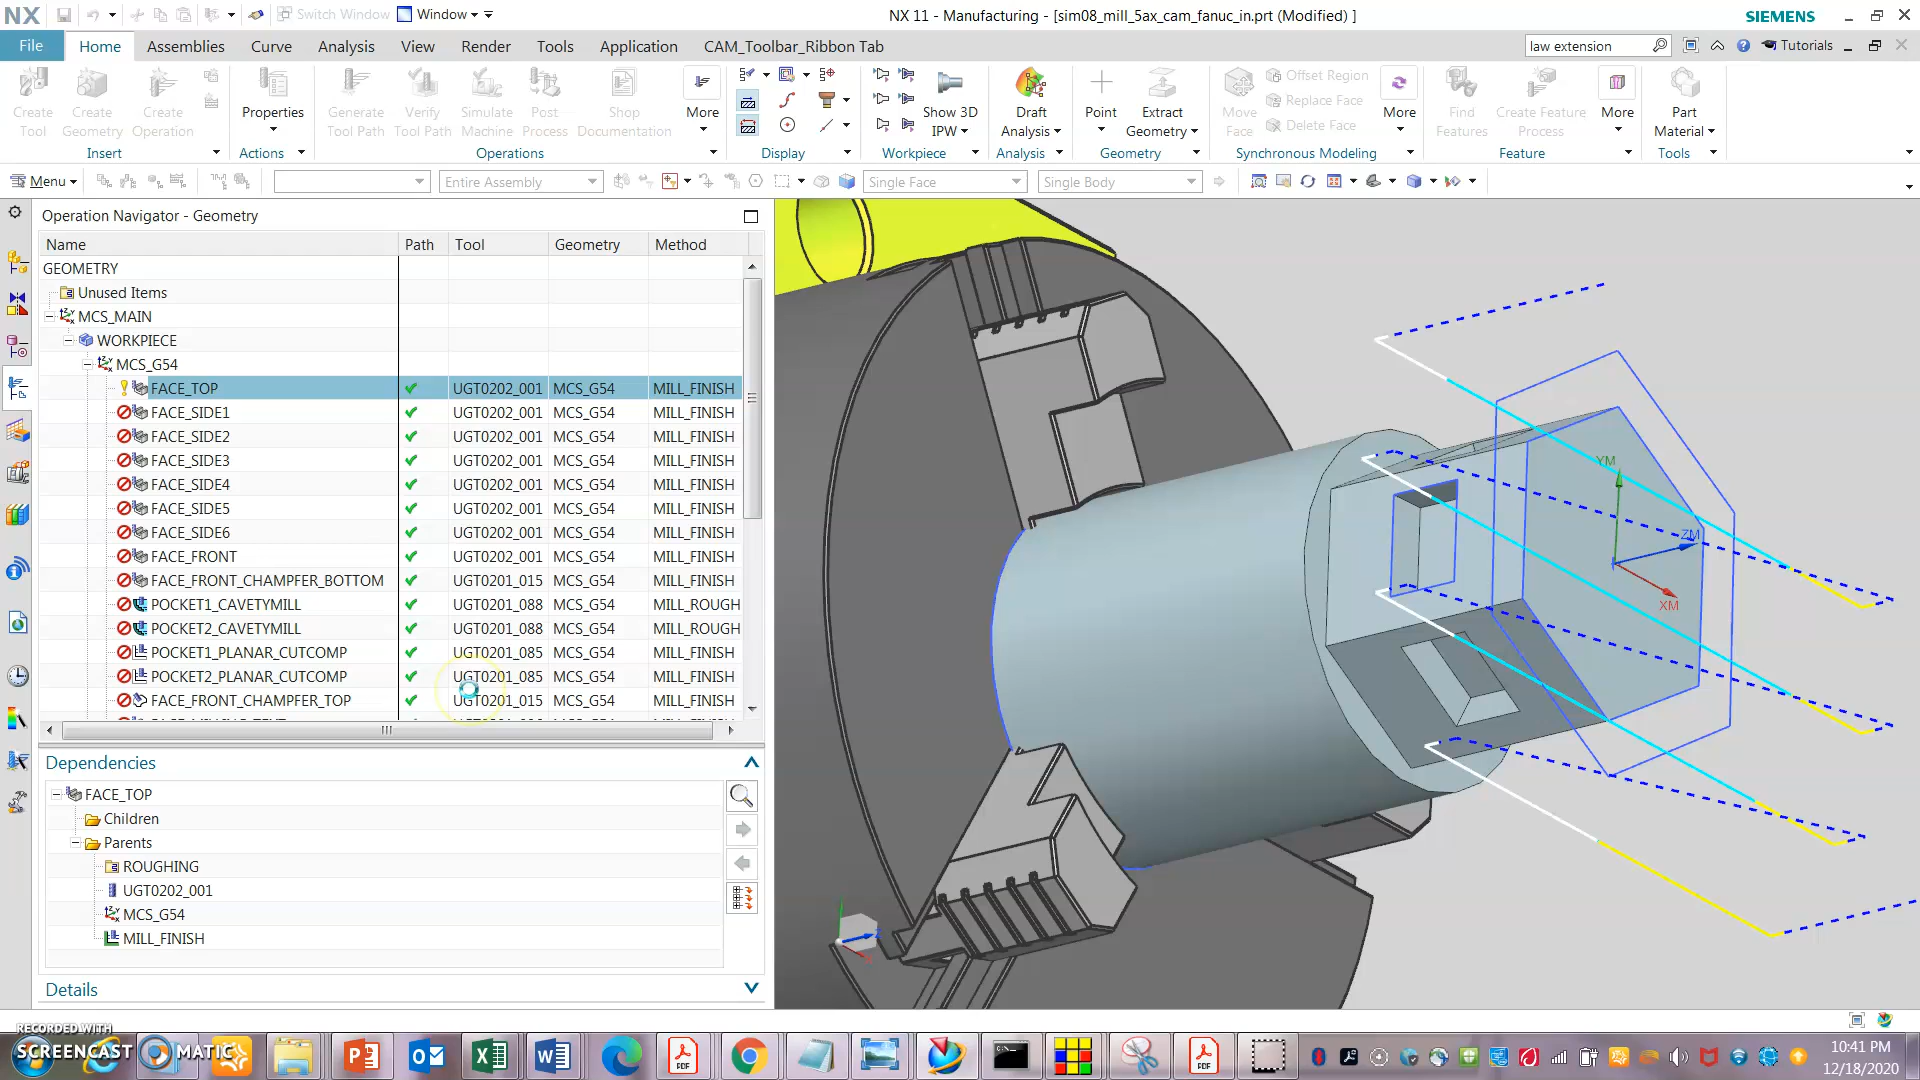 NX
Switch Window
Window
NX 11 - Manufacturing - [sim08_mill_5ax_cam_fanuc_in.prt (Modified) ]
SIEMENS
File
Home
Assemblies
Curve
Analysis
View
Render
Tools
Application
CAM_Toolbar_Ribbon Tab
law extension
Tutorials
Create Tool
Create Geometry
Create Operation
Properties
Generate Tool Path
Verify Tool Path
Simulate Machine
Post Process
Shop Documentation
More
Show 3D IPW
Draft Analysis
Point
Extract Geometry
Move Face
Offset Region
Replace Face
Delete Face
More
Find Features
Create Feature Process
More
Part Material
Insert
Actions
Operations
Display
Workpiece
Analysis
Geometry
Synchronous Modeling
Feature
Tools
Menu
Entire Assembly
Single Face
Single Body
Operation Navigator - Geometry
Name Path Tool Geometry Method
GEOMETRY
Unused Items
MCS_MAIN
WORKPIECE
MCS_G54
FACE_TOP UGT0202_001 MCS_G54 MILL_FINISH
FACE_SIDE1 UGT0202_001 MCS_G54 MILL_FINISH
FACE_SIDE2 UGT0202_001 MCS_G54 MILL_FINISH
FACE_SIDE3 UGT0202_001 MCS_G54 MILL_FINISH
FACE_SIDE4 UGT0202_001 MCS_G54 MILL_FINISH
FACE_SIDE5 UGT0202_001 MCS_G54 MILL_FINISH
FACE_SIDE6 UGT0202_001 MCS_G54 MILL_FINISH
FACE_FRONT UGT0202_001 MCS_G54 MILL_FINISH
FACE_FRONT_CHAMPFER_BOTTOM UGT0201_015 MCS_G54 MILL_FINISH
POCKET1_CAVETYMILL UGT0201_088 MCS_G54 MILL_ROUGH
POCKET2_CAVETYMILL UGT0201_088 MCS_G54 MILL_ROUGH
POCKET1_PLANAR_CUTCOMP UGT0201_085 MCS_G54 MILL_FINISH
POCKET2_PLANAR_CUTCOMP UGT0201_085 MCS_G54 MILL_FINISH
FACE_FRONT_CHAMPFER_TOP UGT0201_015 MCS_G54 MILL_FINISH
YM
ZM
XM
Dependencies
FACE_TOP
Children
Parents
ROUGHING
UGT0202_001
MCS_G54
MILL_FINISH
Details
RECORDED WITH
SCREENCAST MATIC
10:41 PM
12/18/2020